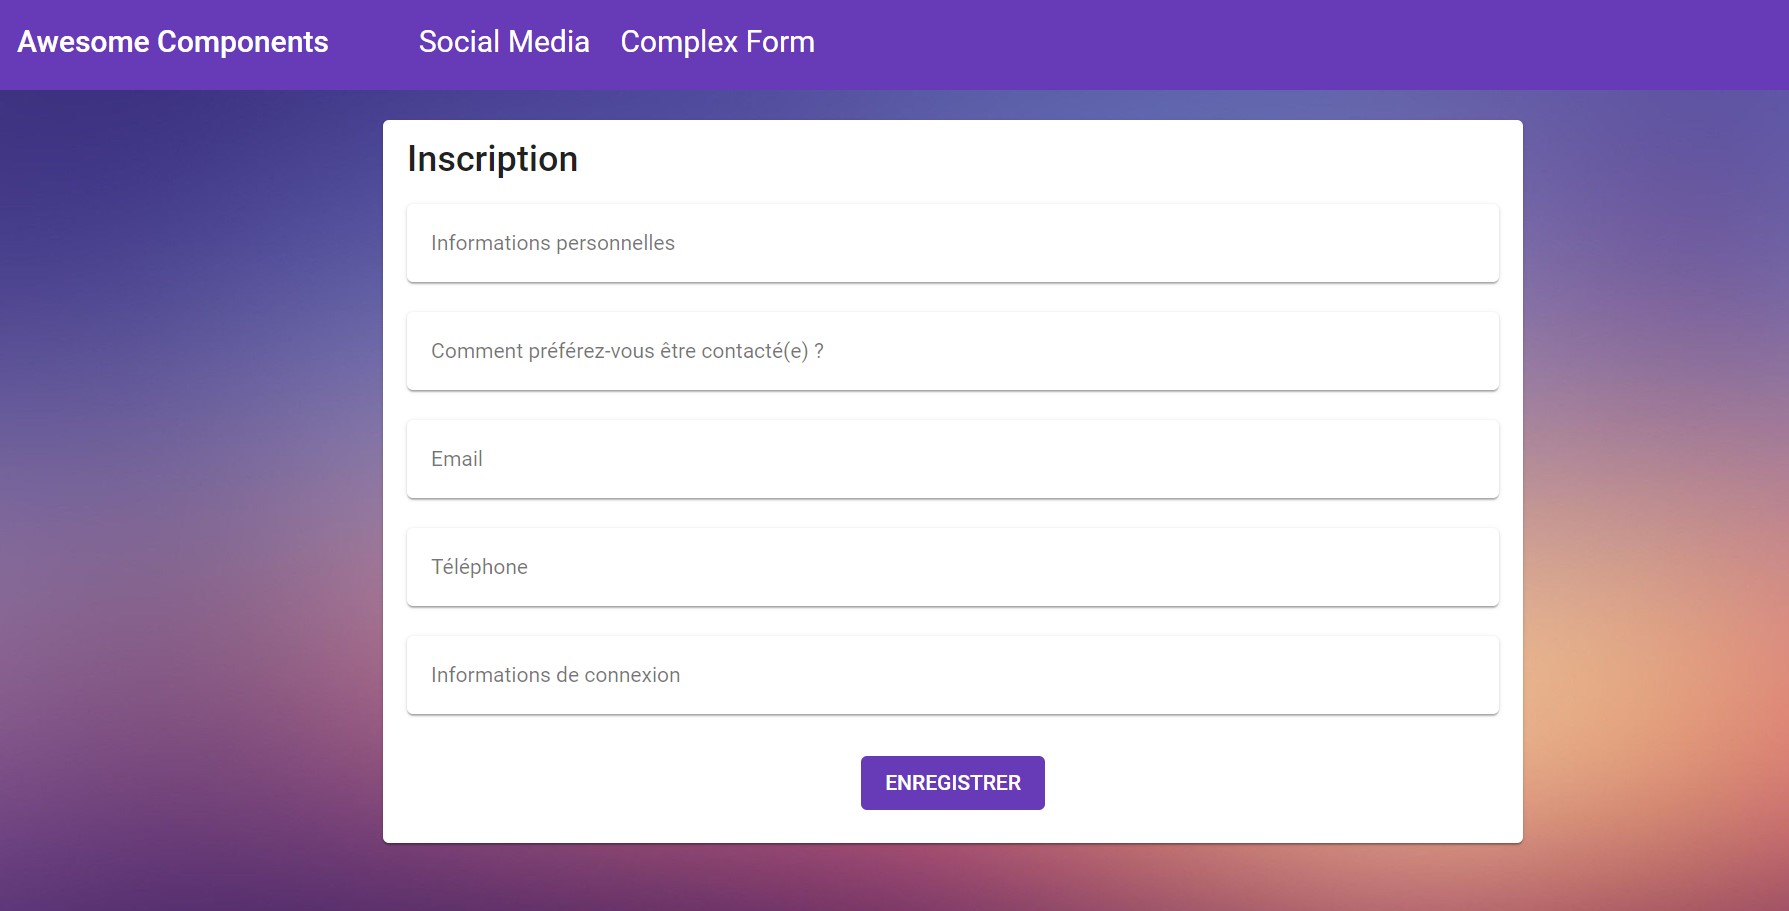 Awesome Components Social Media Complex Form
Inscription
Informations personnelles
Comment préférez-vous être contacté(e) ?
Email
Téléphone
Informations de connexion
ENREGISTRER